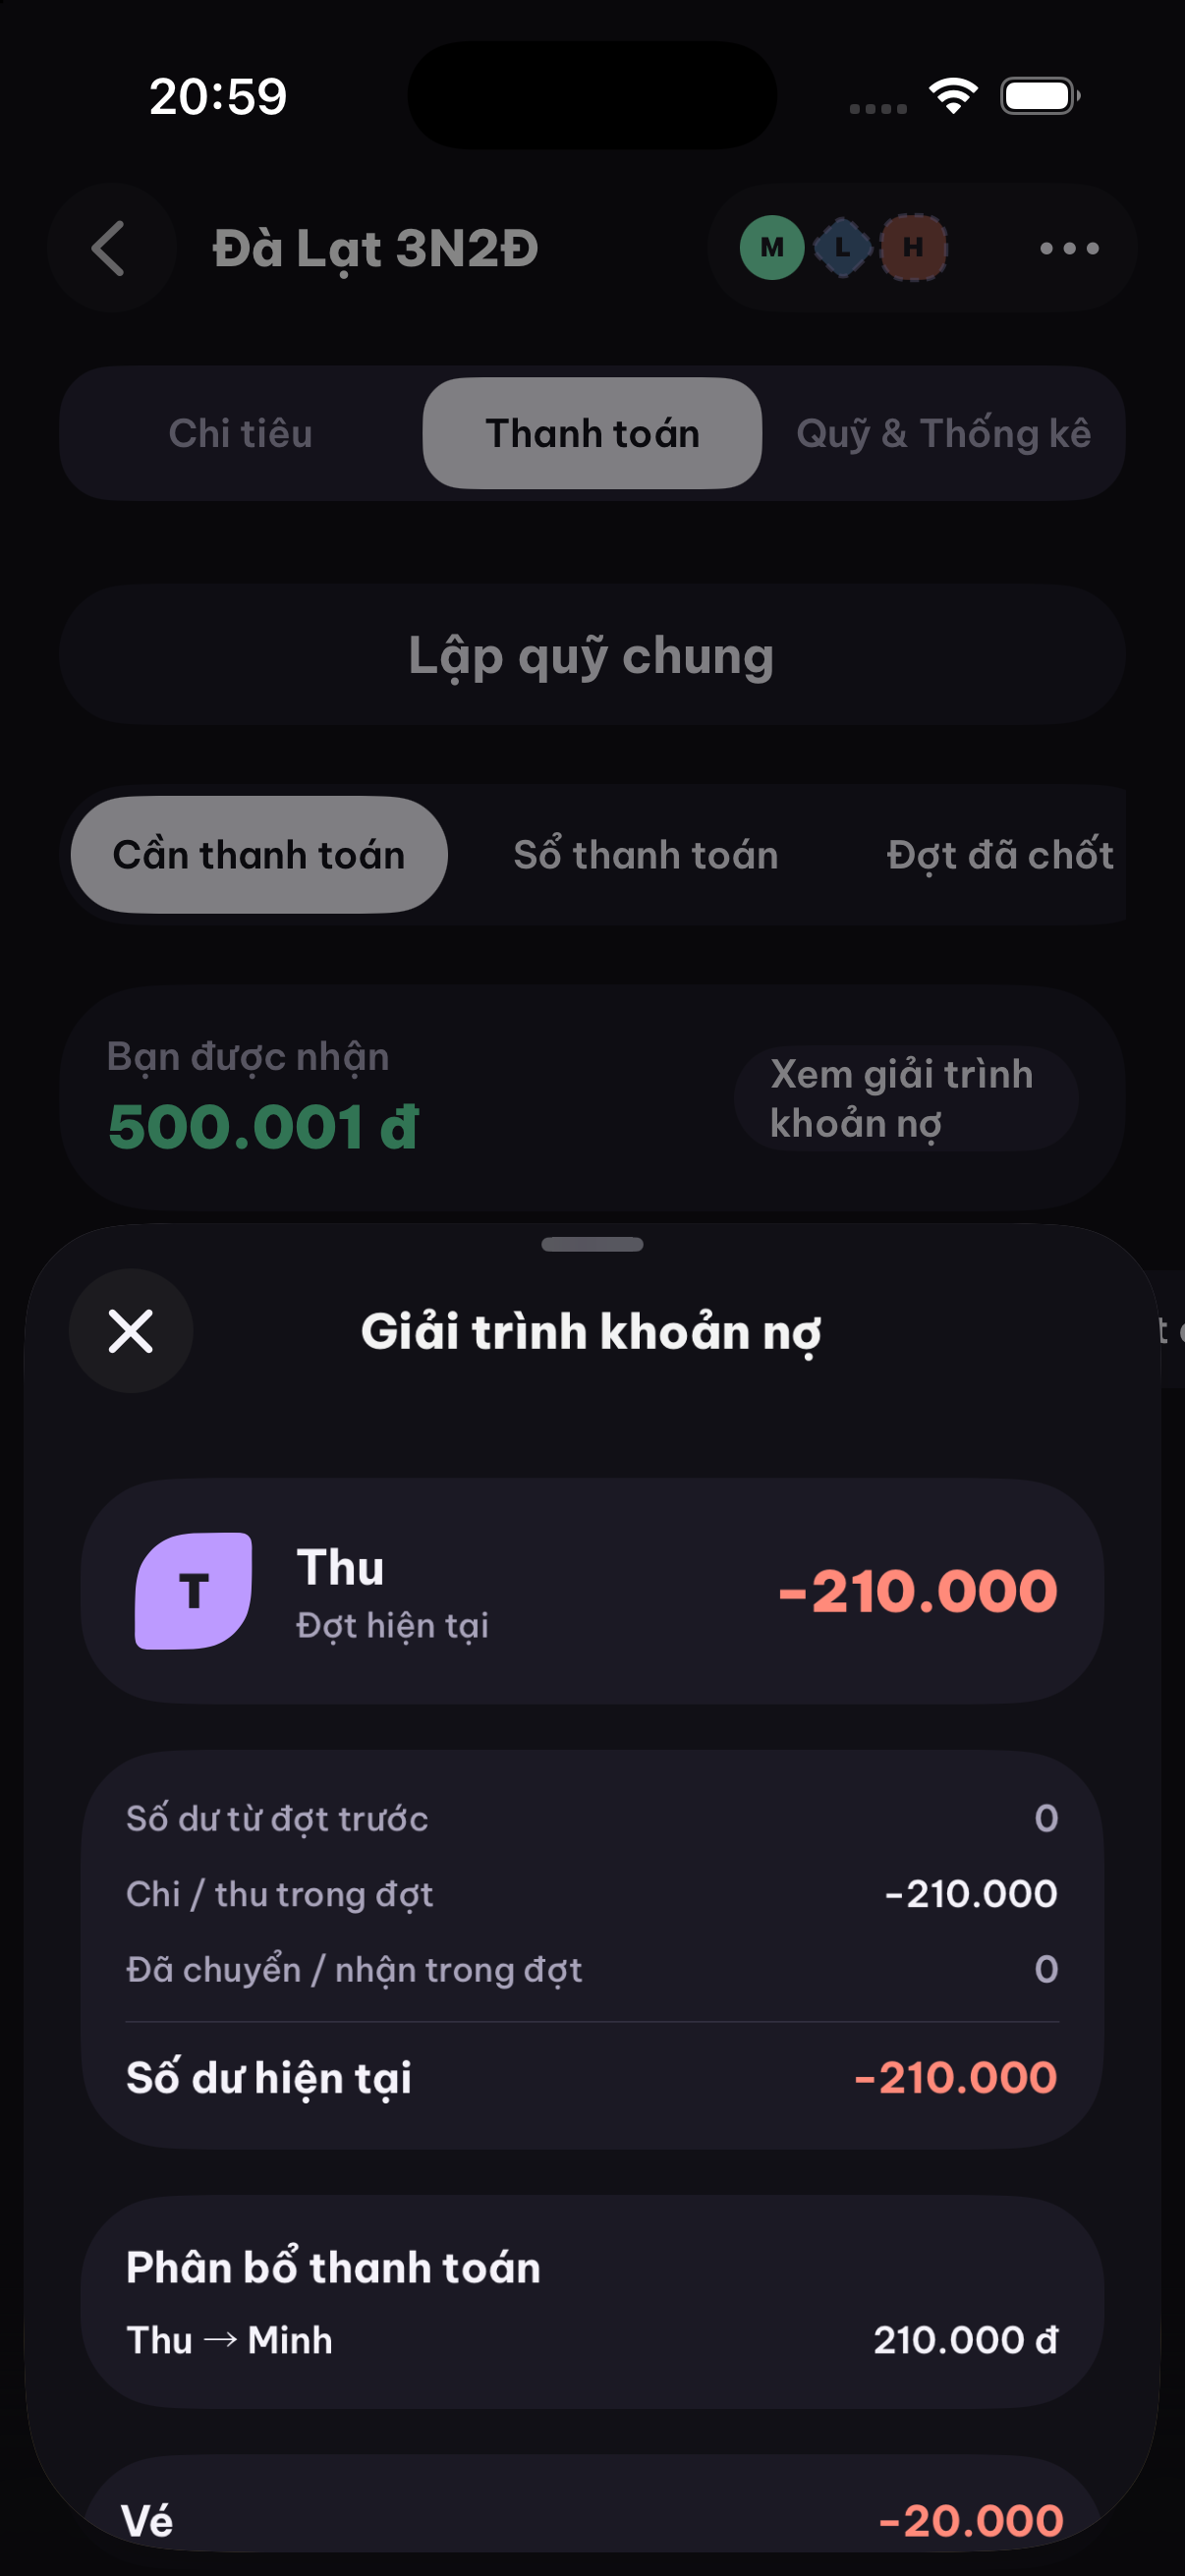 20:59
Đà Lạt 3N2Đ
M L H
Chi tiêu
Thanh toán
Quỹ & Thống kê
Lập quỹ chung
Cần thanh toán
Sổ thanh toán
Đợt đã chốt
Bạn được nhận
500.001 đ
Xem giải trình
khoản nợ
Giải trình khoản nợ
T
Thu
Đợt hiện tại
-210.000
Số dư từ đợt trước 0
Chi / thu trong đợt -210.000
Đã chuyển / nhận trong đợt 0
Số dư hiện tại -210.000
Phân bổ thanh toán
Thu → Minh 210.000 đ
Vé -20.000